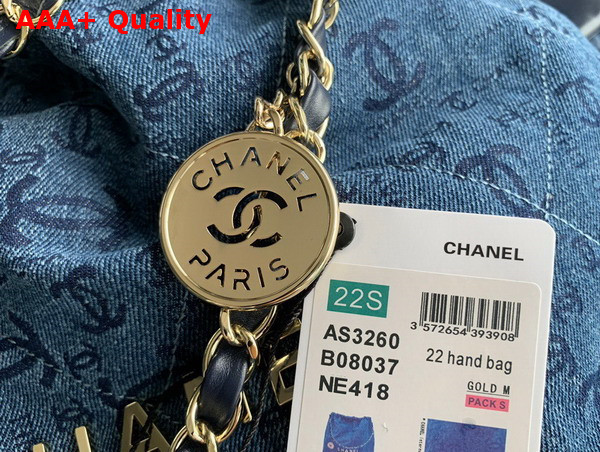 AAA+ Quality
CHANEL
PARIS
CHANEL
22S
3 572654 393908
AS3260
B08037
NE418
22 hand bag
GOLD M
PACK S